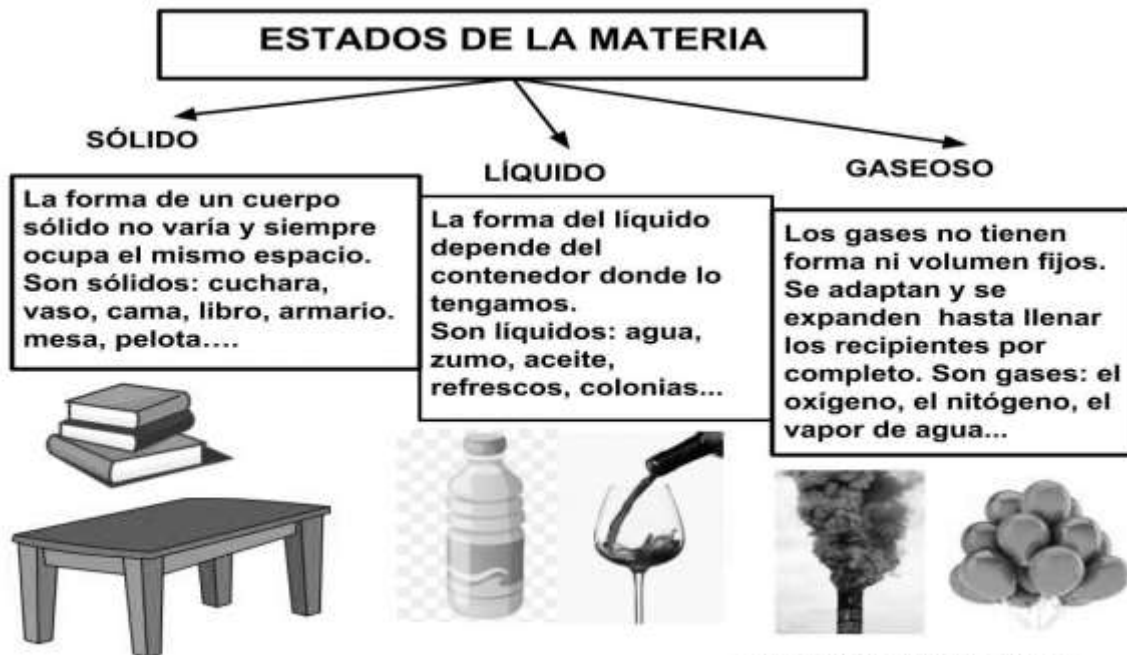 ESTADOS DE LA MATERIA
SÓLIDO
La forma de un cuerpo
sólido no varía y siempre
ocupa el mismo espacio.
Son sólidos: cuchara,
vaso, cama, libro, armario.
mesa, pelota….
LÍQUIDO
La forma del líquido
depende del
contenedor donde lo
tengamos.
Son líquidos: agua,
zumo, aceite,
refrescos, colonias...
GASEOSO
Los gases no tienen
forma ni volumen fijos.
Se adaptan y se
expanden hasta llenar
los recipientes por
completo. Son gases: el
oxígeno, el nitógeno, el
vapor de agua...